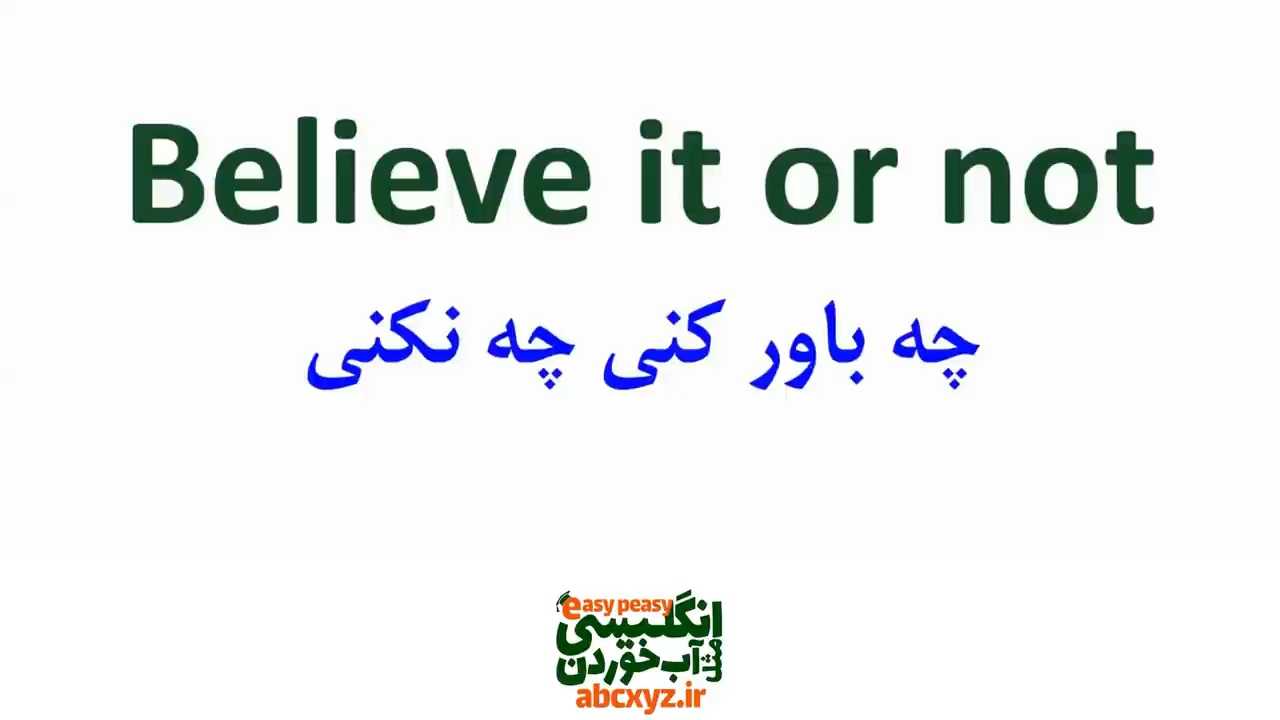 Believe it or not
چه باور کنی چه نکنی
easy peasy
انگلیسی
مثل آب خوردن
abcxyz.ir